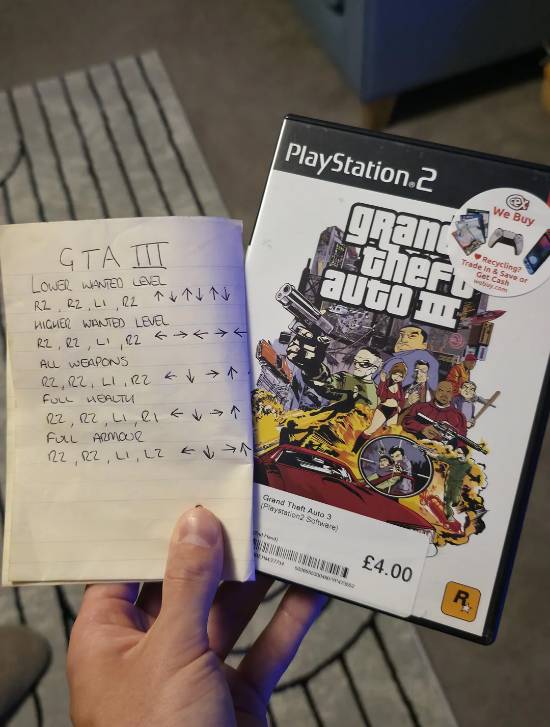 GTA III
LOWER WANTED LEVEL
R2, R2, L1, R2 ↑↓↑↓↑↓
HIGHER WANTED LEVEL
R2, R2, L1, R2 ← → ← → ←
ALL WEAPONS
R2, R2, L1, R2 ← ↓ → ↑
FULL HEALTH
R2, R2, L1, R1 ← ↓ → ↑
FULL ARMOUR
R2, R2, L1, L2 ← ↓ → ↑
PlayStation®2
grand
theft
auto III
CeX
We Buy
♥ Recycling?
Trade in & Save or
Get Cash
webuy.com
Grand Theft Auto 3
(Playstation2 Software)
£4.00
R